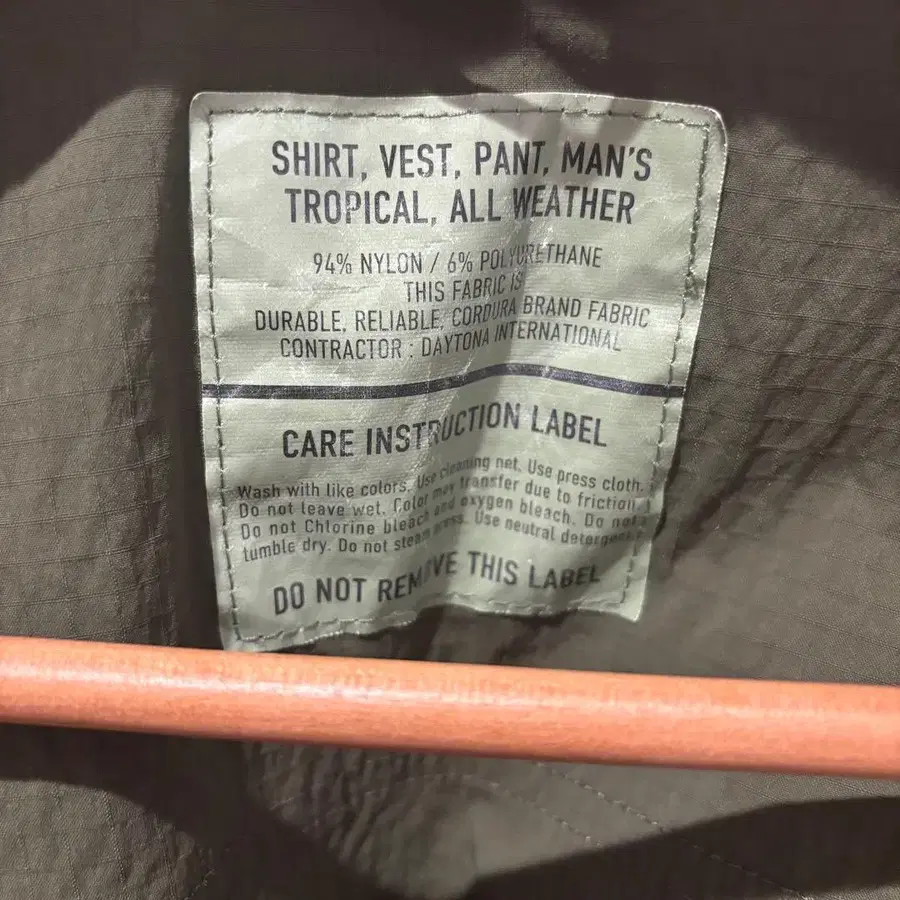 SHIRT, VEST, PANT, MAN'S
TROPICAL, ALL WEATHER
94% NYLON / 6% POLYURETHANE
THIS FABRIC IS
DURABLE, RELIABLE, CORDURA BRAND FABRIC
CONTRACTOR : DAYTONA INTERNATIONAL
CARE INSTRUCTION LABEL
Wash with like colors. Use cleaning net. Use press cloth.
Do not leave wet. Color may transfer due to friction.
Do not Chlorine bleach and oxygen bleach. Do not
tumble dry. Do not steam press. Use neutral detergent.
DO NOT REMOVE THIS LABEL